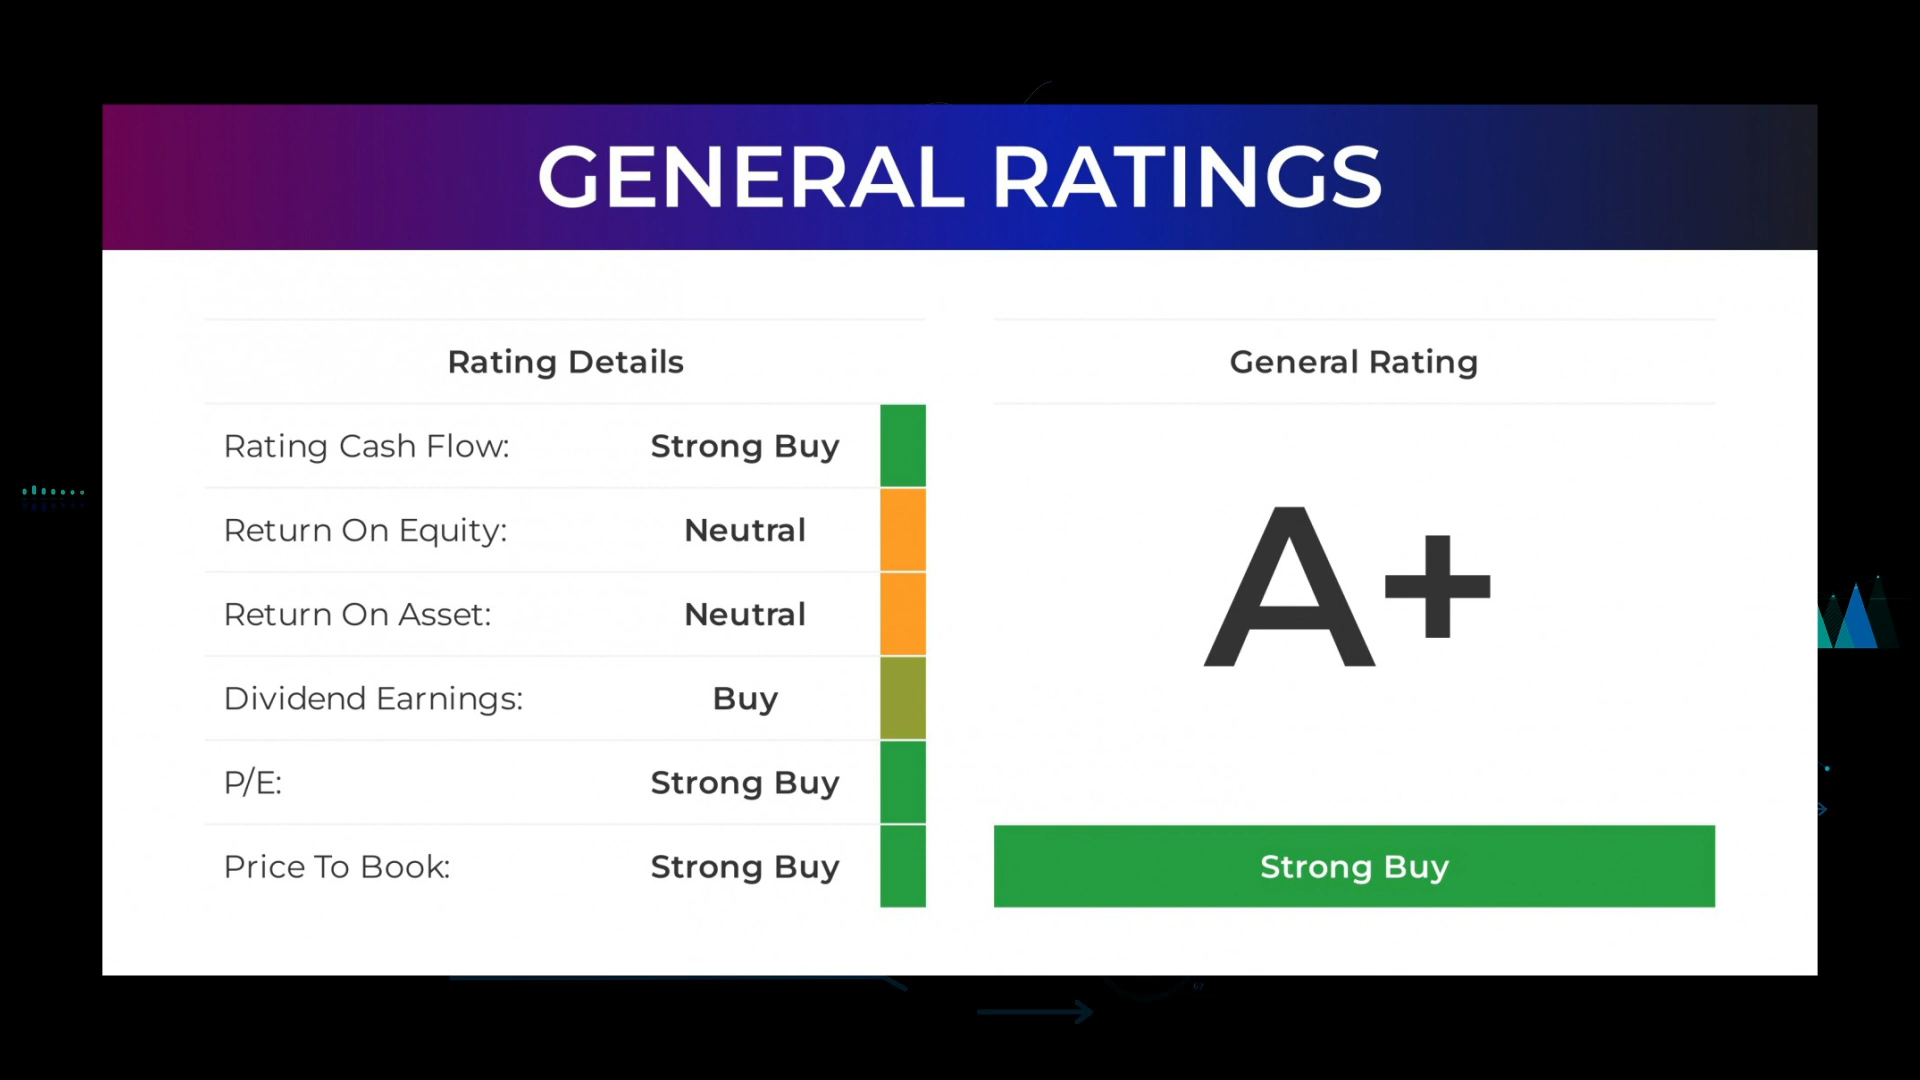 GENERAL RATINGS
Rating Details
Rating Cash Flow: Strong Buy
Return On Equity: Neutral
Return On Asset: Neutral
Dividend Earnings: Buy
P/E: Strong Buy
Price To Book: Strong Buy
General Rating
A+
Strong Buy